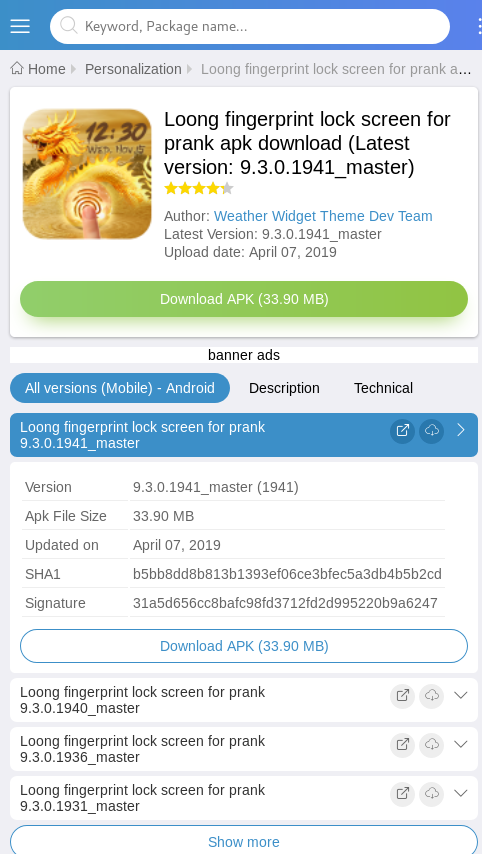 Keyword, Package name...
Home Personalization Loong fingerprint lock screen for prank a...
12:30
Wed, Nov,15
Loong fingerprint lock screen for
prank apk download (Latest
version: 9.3.0.1941_master)
Author: Weather Widget Theme Dev Team
Latest Version: 9.3.0.1941_master
Upload date: April 07, 2019
Download APK (33.90 MB)
banner ads
All versions (Mobile) - Android Description Technical
Loong fingerprint lock screen for prank
9.3.0.1941_master
Version 9.3.0.1941_master (1941)
Apk File Size 33.90 MB
Updated on April 07, 2019
SHA1 b5bb8dd8b813b1393ef06ce3bfec5a3db4b5b2cd
Signature 31a5d656cc8bafc98fd3712fd2d995220b9a6247
Download APK (33.90 MB)
Loong fingerprint lock screen for prank
9.3.0.1940_master
Loong fingerprint lock screen for prank
9.3.0.1936_master
Loong fingerprint lock screen for prank
9.3.0.1931_master
Show more